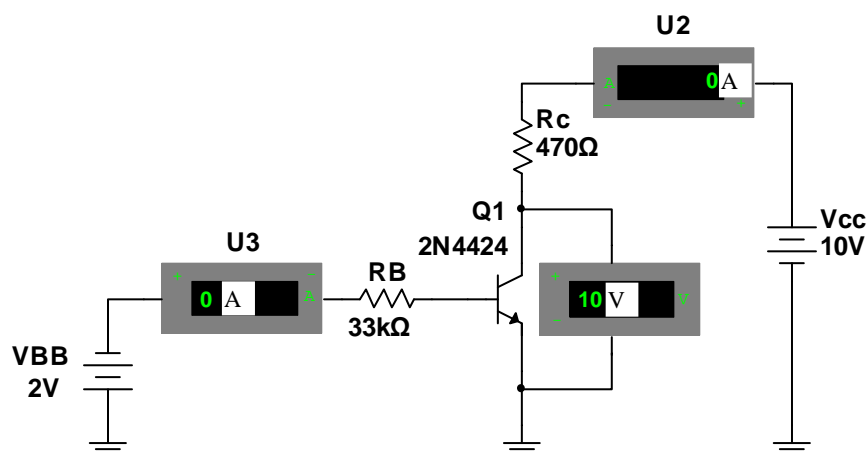 U2
A
0 A
-
+
Rc
470Ω
Q1
2N4424
Vcc
10V
U3
+
-
0 A
A
RB
33kΩ
+
10 V
V
-
VBB
2V